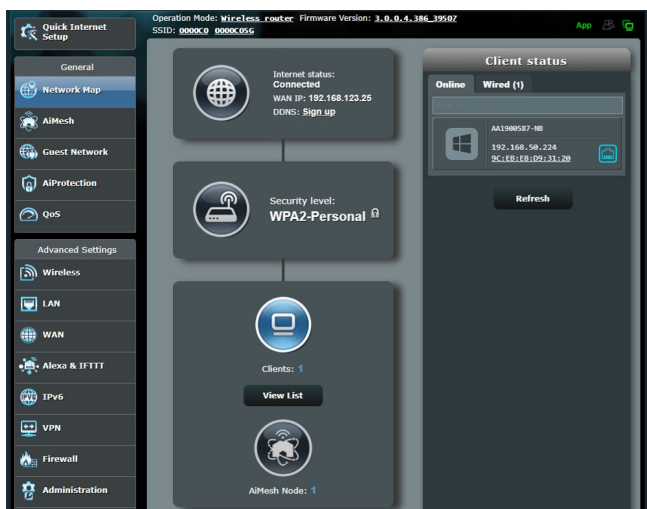 Quick Internet
Setup
General
Network Map
AiMesh
Guest Network
AiProtection
QoS
Advanced Settings
Wireless
LAN
WAN
Alexa & IFTTT
IPv6
VPN
Firewall
Administration
Operation Mode: Wireless router Firmware Version: 3.0.0.4.386_39507
App
SSID: 0000C0 0000C05G
Internet status:
Connected
WAN IP: 192.168.123.25
DDNS: Sign up
Security level:
WPA2-Personal
Clients: 1
View List
AiMesh Node: 1
Client status
Online Wired (1)
AA1900587-NB
192.168.50.224
9C:EB:E8:D9:31:20
Refresh